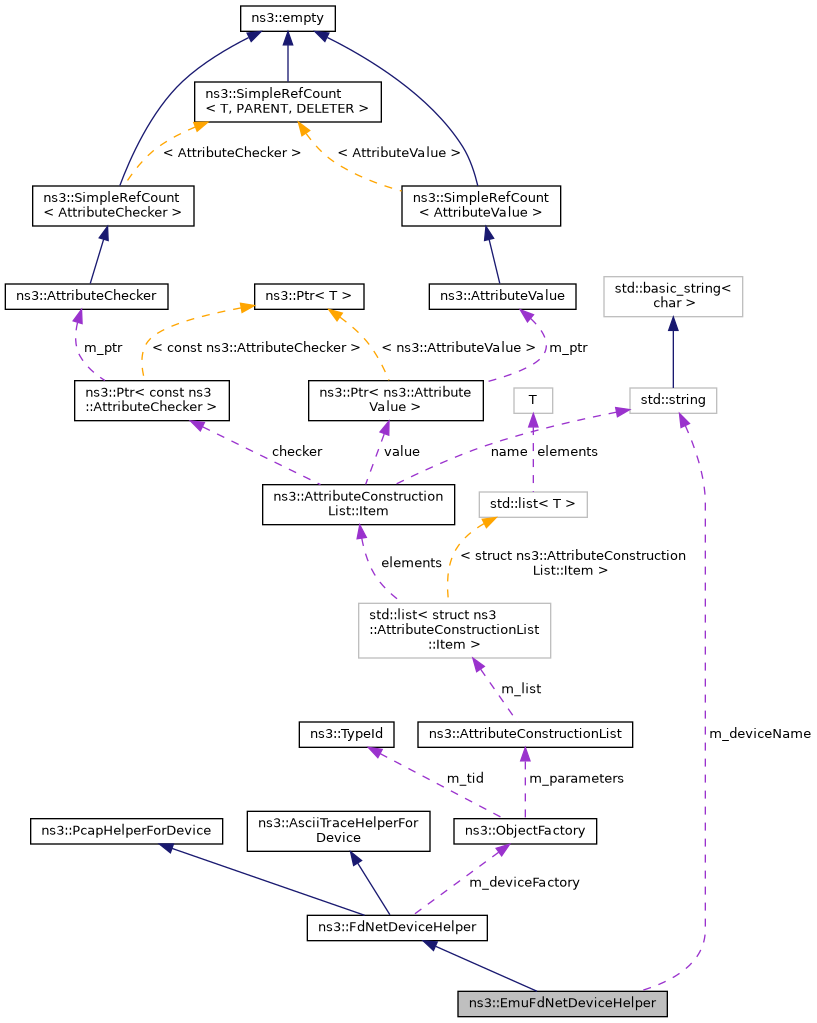 ns3::empty
ns3::SimpleRefCount
< T, PARENT, DELETER >
< AttributeChecker >
< AttributeValue >
ns3::SimpleRefCount
< AttributeChecker >
ns3::SimpleRefCount
< AttributeValue >
ns3::AttributeChecker
ns3::Ptr< T >
ns3::AttributeValue
std::basic_string<
char >
m_ptr
< const ns3::AttributeChecker >
< ns3::AttributeValue >
m_ptr
ns3::Ptr< const ns3
::AttributeChecker >
ns3::Ptr< ns3::Attribute
Value >
T
std::string
checker
value
name
elements
ns3::AttributeConstruction
List::Item
std::list< T >
elements
< struct ns3::AttributeConstruction
List::Item >
std::list< struct ns3
::AttributeConstructionList
::Item >
m_list
ns3::TypeId
ns3::AttributeConstructionList
m_deviceName
m_tid
m_parameters
ns3::PcapHelperForDevice
ns3::AsciiTraceHelperFor
Device
ns3::ObjectFactory
m_deviceFactory
ns3::FdNetDeviceHelper
ns3::EmuFdNetDeviceHelper